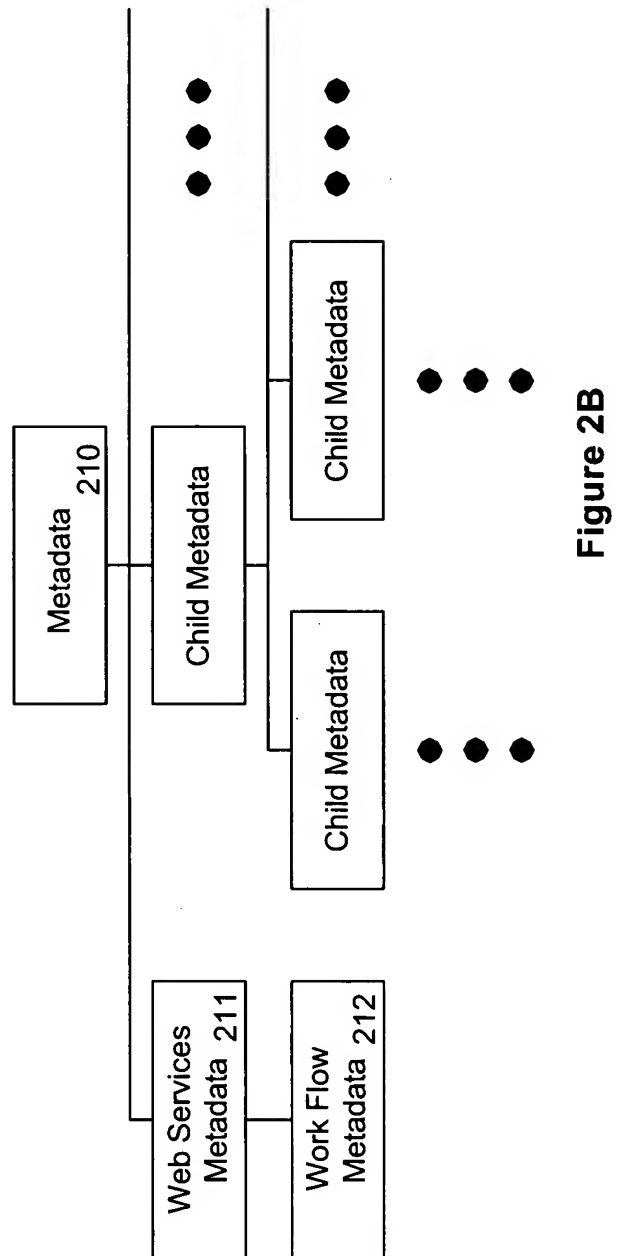 Metadata
210
Web Services
Metadata 211
Child Metadata
Work Flow
Metadata 212
Child Metadata
Child Metadata
Figure 2B